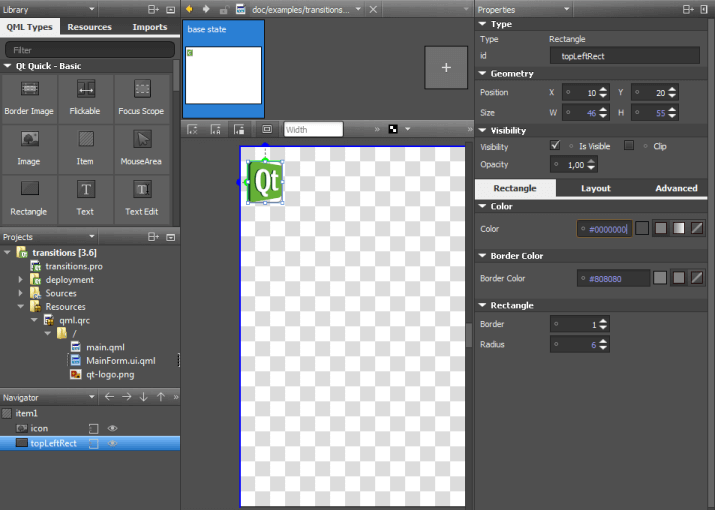 Library
QML Types Resources Imports
Filter
Qt Quick - Basic
Border Image Flickable Focus Scope
Image Item MouseArea
Rectangle Text Text Edit
Projects
transitions [3.6]
transitions.pro
deployment
Sources
Resources
qml.qrc
/
main.qml
MainForm.ui.qml
qt-logo.png
Navigator
item1
icon
topLeftRect
doc/examples/transitions...
base state
+
Width
Qt
Properties
Type
Type Rectangle
id topLeftRect
Geometry
Position X 10 Y 20
Size W 46 H 55
Visibility
Visibility Is Visible Clip
Opacity 1,00
Rectangle Layout Advanced
Color
Color #0000000
Border Color
Border Color #808080
Rectangle
Border 1
Radius 6